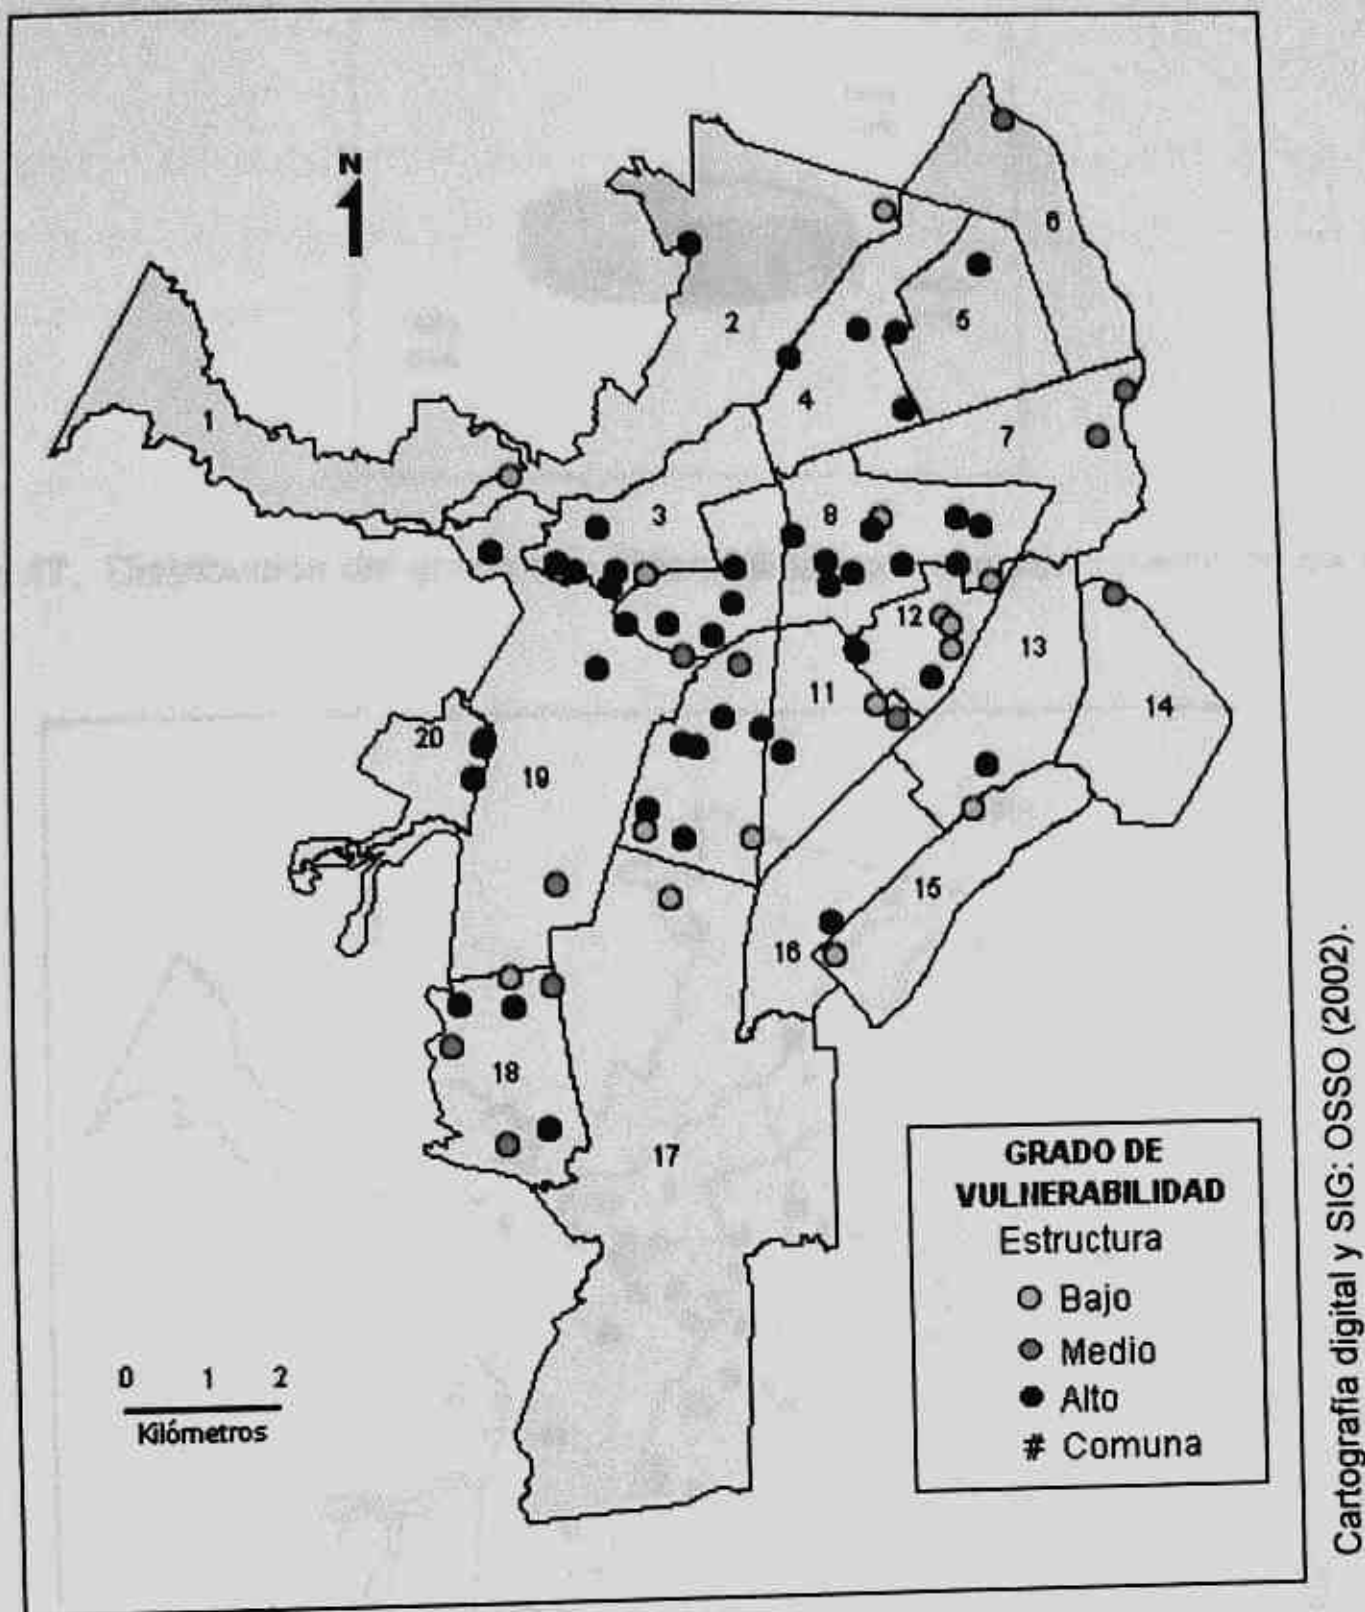 N
6
2
5
1
4
7
3
8
12
13
11
14
20
19
15
16
18
17
GRADO DE
VULNERABILIDAD
Estructura
Bajo
Medio
Alto
# Comuna
0 1 2
Kilómetros
Cartografía digital y SIG: OSSO (2002).